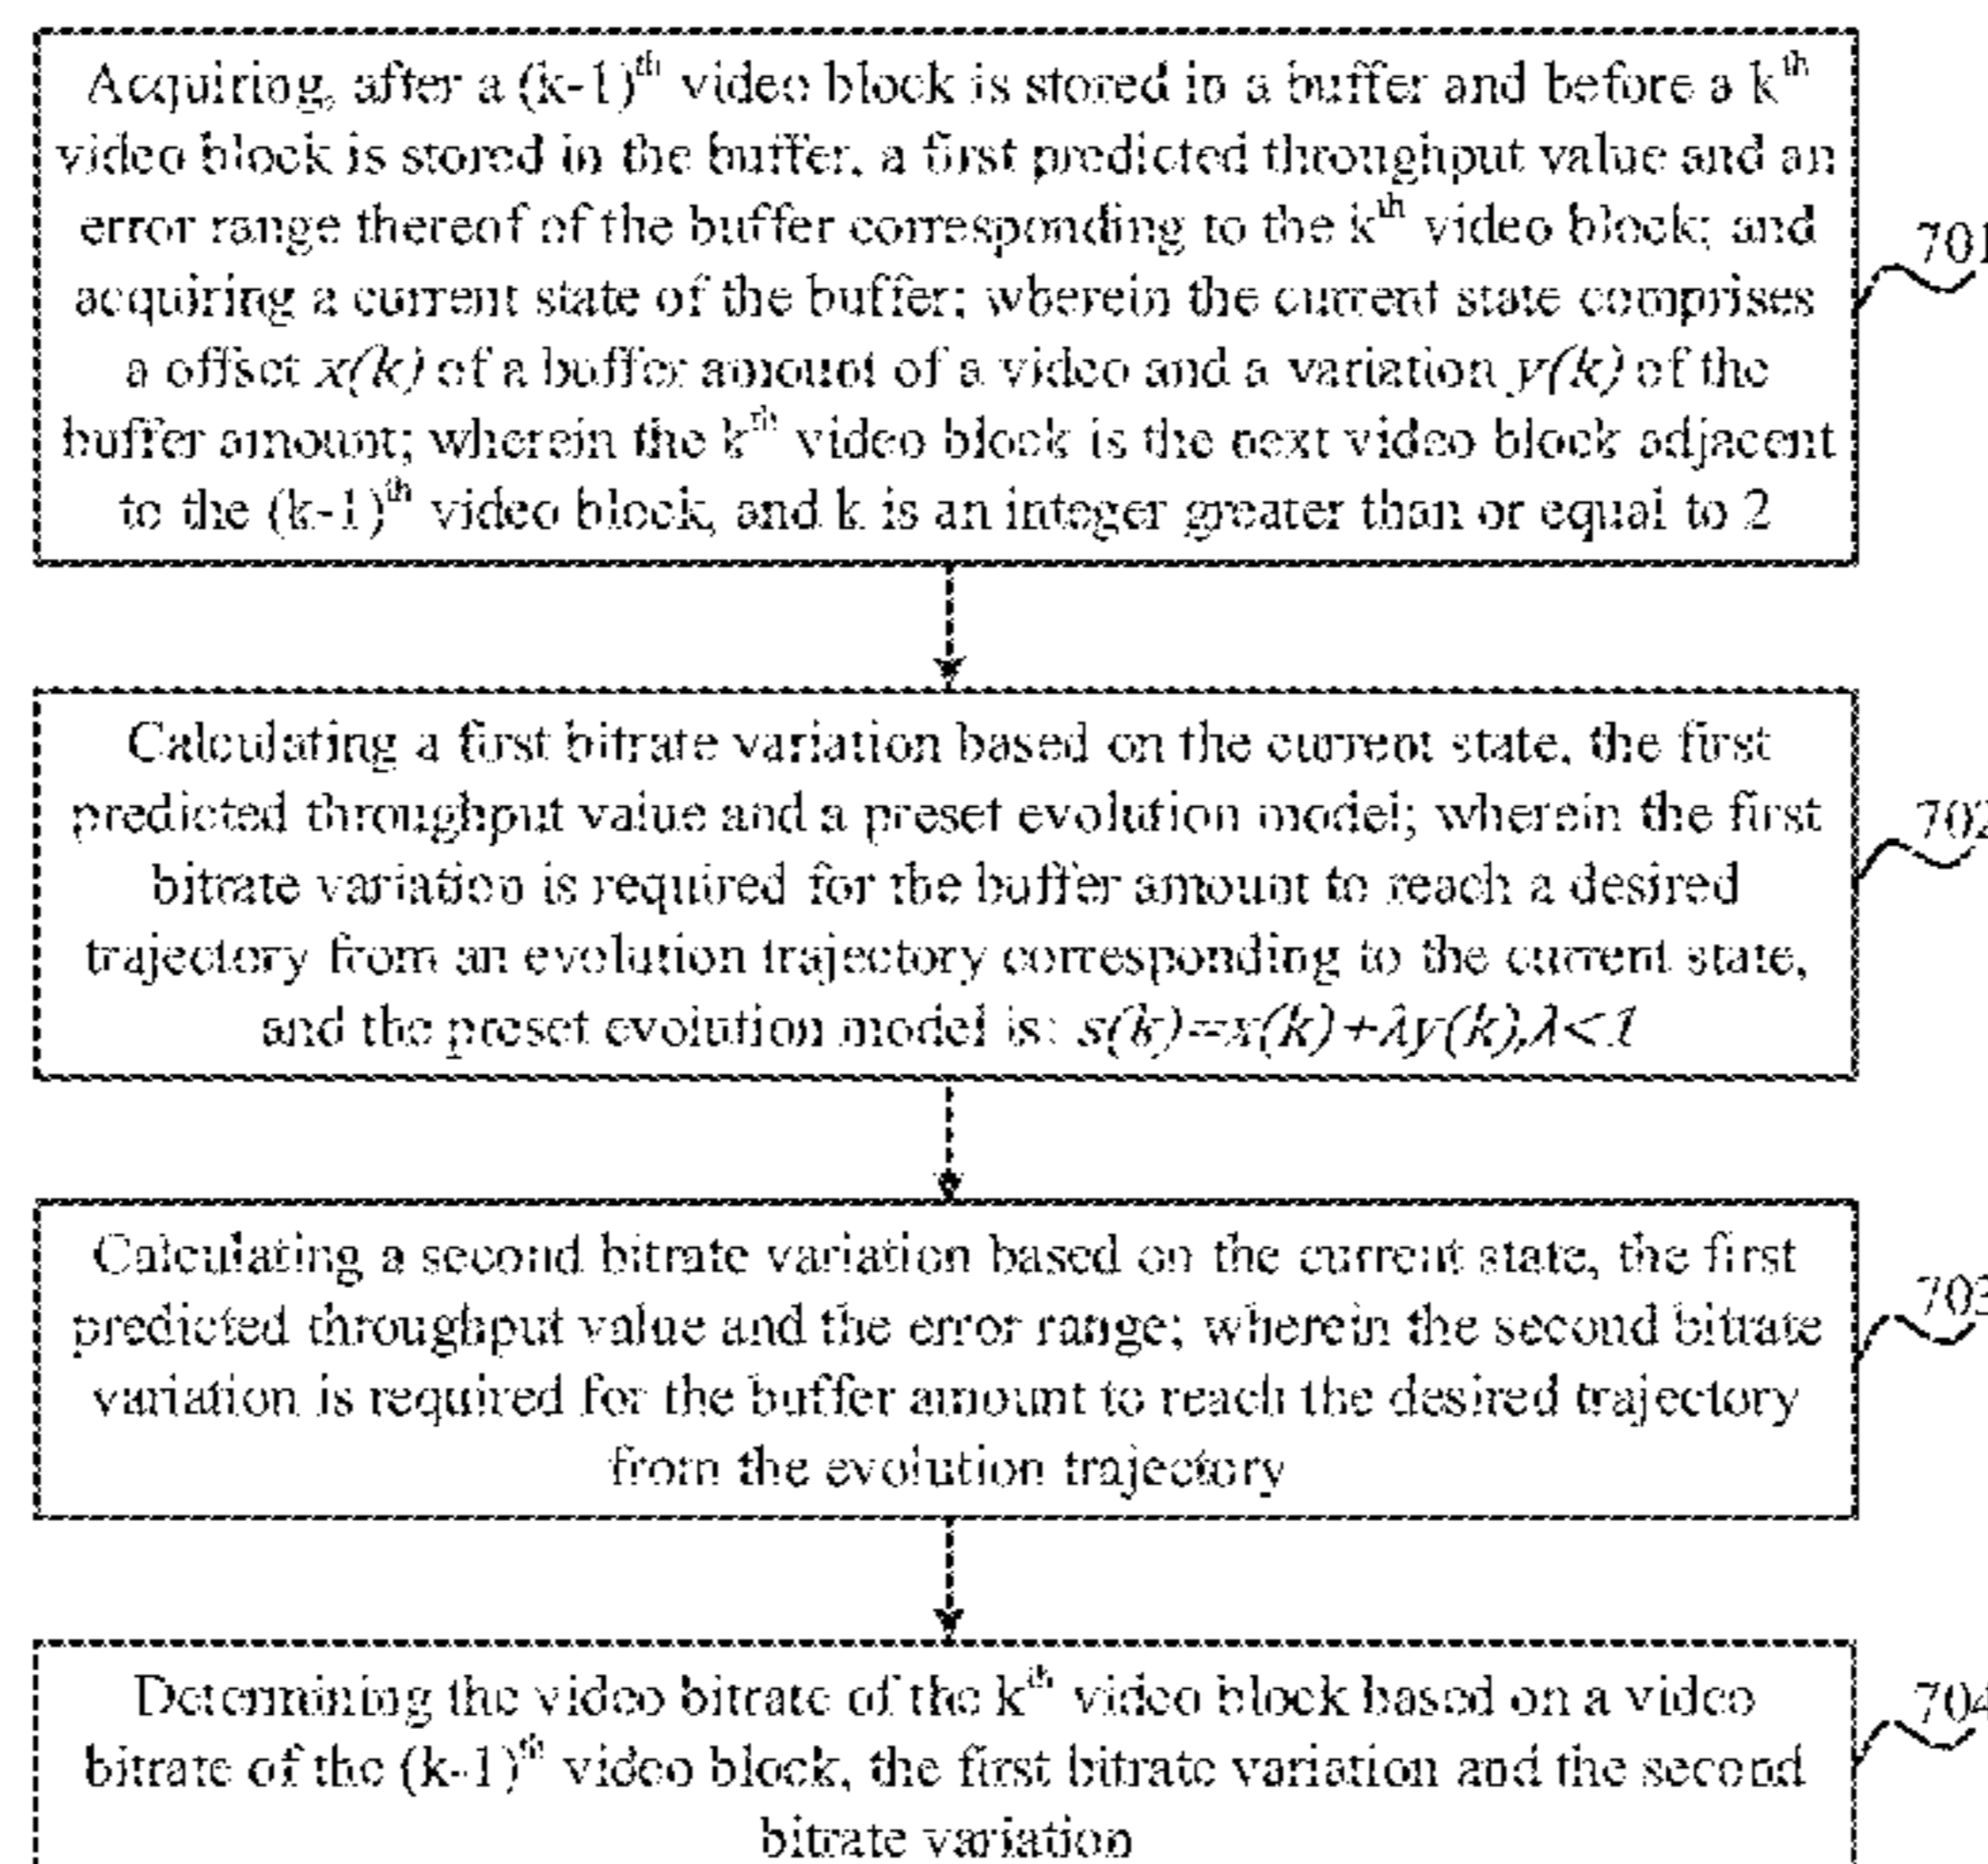 Acquiring, after a (k-1)th video block is stored in a buffer and before a kth
video block is stored in the buffer, a first predicted throughput value and an
error range thereof of the buffer corresponding to the kth video block; and
acquiring a current state of the buffer; wherein the current state comprises
a offset x(k) of a buffer amount of a video and a variation y(k) of the
buffer amount; wherein the kth video block is the next video block adjacent
to the (k-1)th video block, and k is an integer greater than or equal to 2
701
Calculating a first bitrate variation based on the current state, the first
predicted throughput value and a preset evolution model; wherein the first
bitrate variation is required for the buffer amount to reach a desired
trajectory from an evolution trajectory corresponding to the current state,
and the preset evolution model is: s(k)=x(k)+λy(k),λ<1
702
Calculating a second bitrate variation based on the current state, the first
predicted throughput value and the error range; wherein the second bitrate
variation is required for the buffer amount to reach the desired trajectory
from the evolution trajectory
703
Determining the video bitrate of the kth video block based on a video
bitrate of the (k-1)th video block, the first bitrate variation and the second
bitrate variation
704